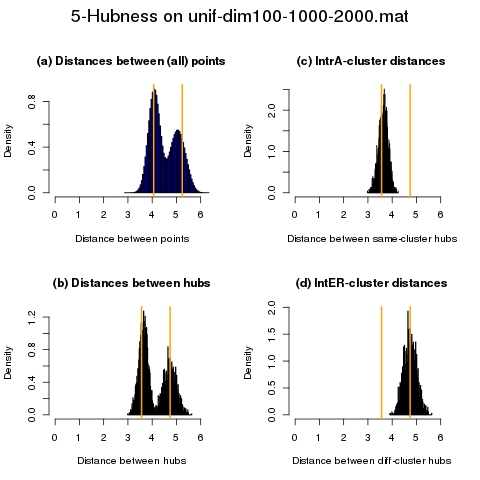 5-Hubness on unif-dim100-1000-2000.mat
(a) Distances between (all) points
Density
0.0 0.4 0.8
0 1 2 3 4 5 6
Distance between points
(c) IntrA-cluster distances
Density
0.0 1.0 2.0
0 1 2 3 4 5 6
Distance between same-cluster hubs
(b) Distances between hubs
Density
0.0 0.4 0.8 1.2
0 1 2 3 4 5 6
Distance between hubs
(d) IntER-cluster distances
Density
0.0 0.5 1.0 1.5 2.0
0 1 2 3 4 5 6
Distance between diff-cluster hubs